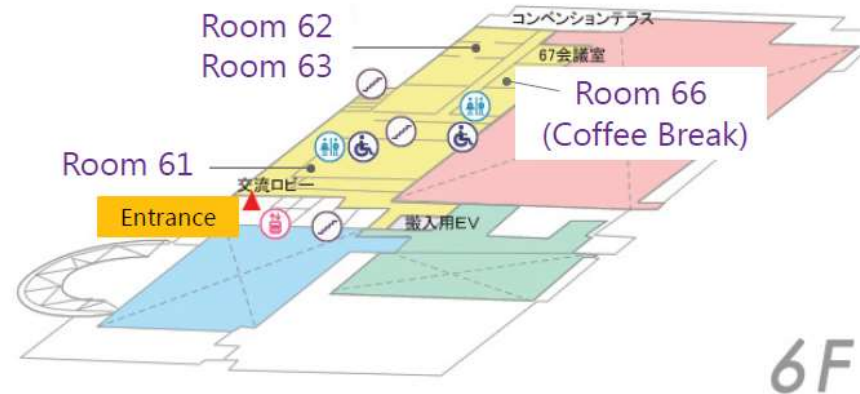 Room 62
Room 63
コンベンションテラス
67会議室
Room 66
(Coffee Break)
Room 61
交流ロビー
Entrance
搬入用EV
6F